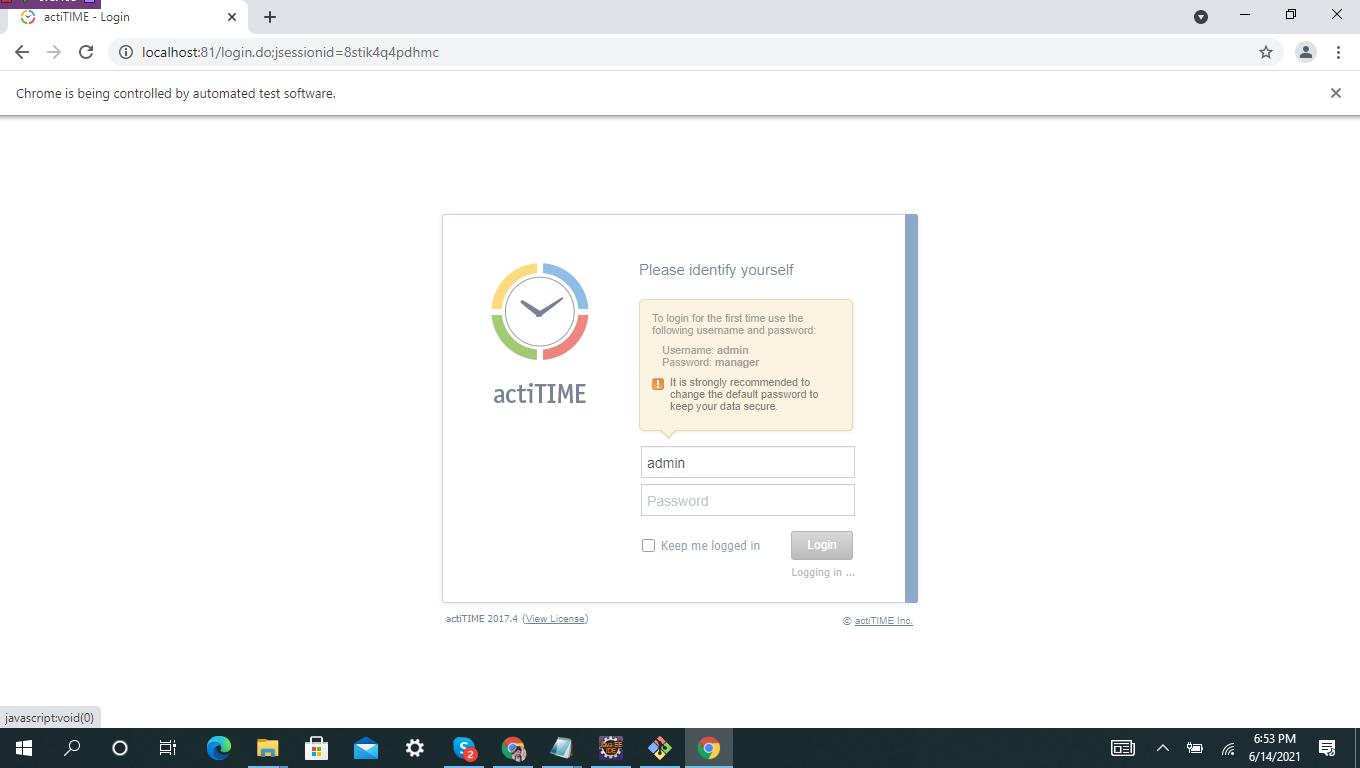 actiTIME - Login
localhost:81/login.do;jsessionid=8stik4q4pdhmc
Chrome is being controlled by automated test software.
Please identify yourself
To login for the first time use the
following username and password:
Username: admin
Password: manager
It is strongly recommended to
change the default password to
keep your data secure.
actiTIME
admin
Password
Keep me logged in
Login
Logging in ...
actiTIME 2017.4 (View License)
© actiTIME Inc.
javascript:void(0)
2
6:53 PM
6/14/2021